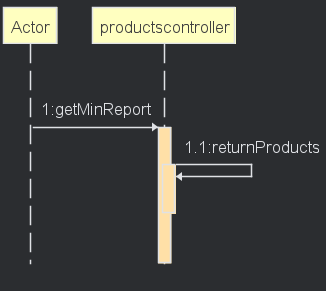 Actor
productscontroller
1:getMinReport
1.1:returnProducts